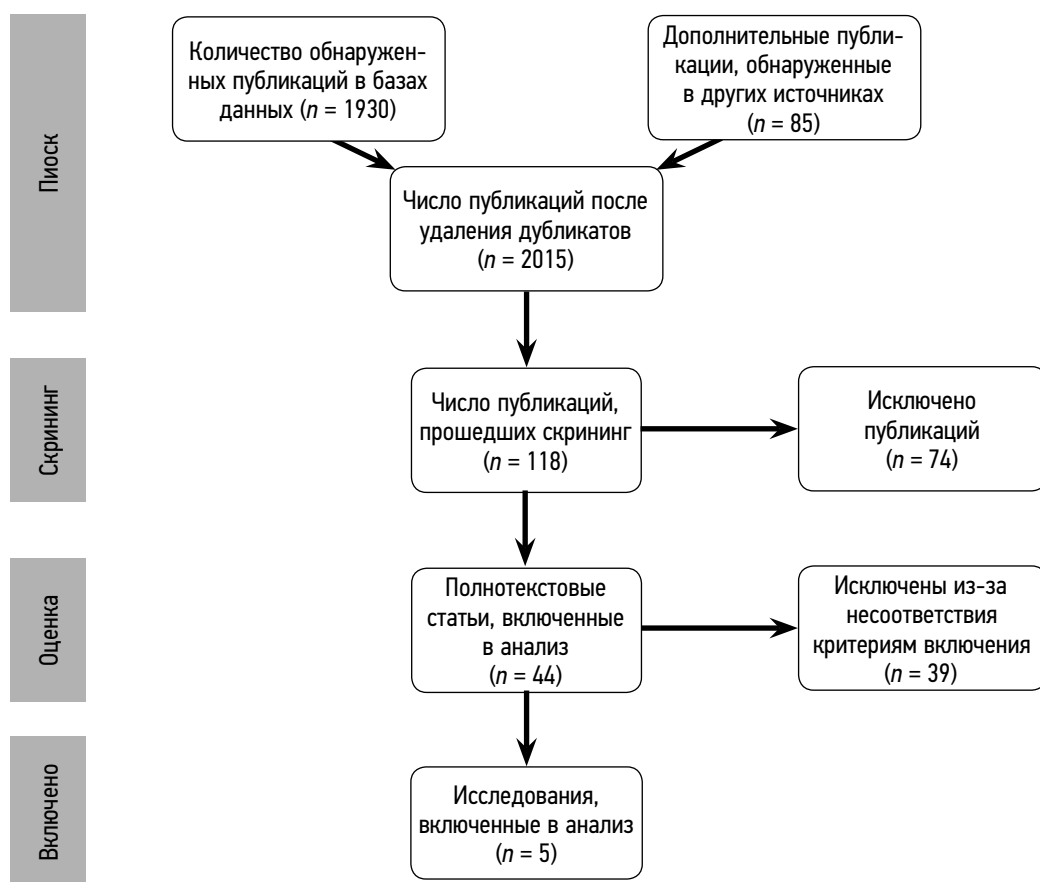 Пиоск
Количество обнаружен-
ных публикаций в базах
данных (n = 1930)
Дополнительные публи-
кации, обнаруженные
в других источниках
(n = 85)
Число публикаций после
удаления дубликатов
(n = 2015)
Скрининг
Число публикаций,
прошедших скрининг
(n = 118)
Исключено
публикаций
(n = 74)
Оценка
Полнотекстовые
статьи, включенные
в анализ
(n = 44)
Исключены из-за
несоответствия
критериям включения
(n = 39)
Включено
Исследования,
включенные в анализ
(n = 5)